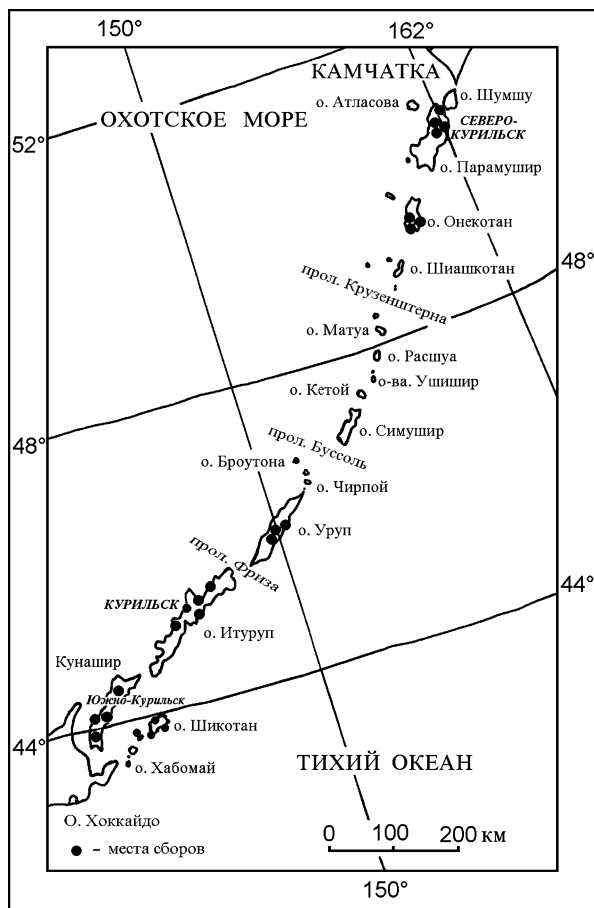 150°
162°
КАМЧАТКА
о. Атласова
о. Шумшу
ОХОТСКОЕ МОРЕ
СЕВЕРО-
КУРИЛЬСК
52°
о. Парамушир
о. Онекотан
48°
о. Шиашкотан
прол. Крузенштерна
о. Матуа
о. Расшуа
о-ва. Ушишир
о. Кетой
о. Симушир
48°
прол. Буссоль
о. Броутона
о. Чирпой
о. Уруп
прол. Фриза
44°
КУРИЛЬСК
о. Итуруп
Кунашир
Южно-Курильск
о. Шикотан
44°
о. Хабомай
ТИХИЙ ОКЕАН
О. Хоккайдо
– места сборов
0 100 200 км
150°